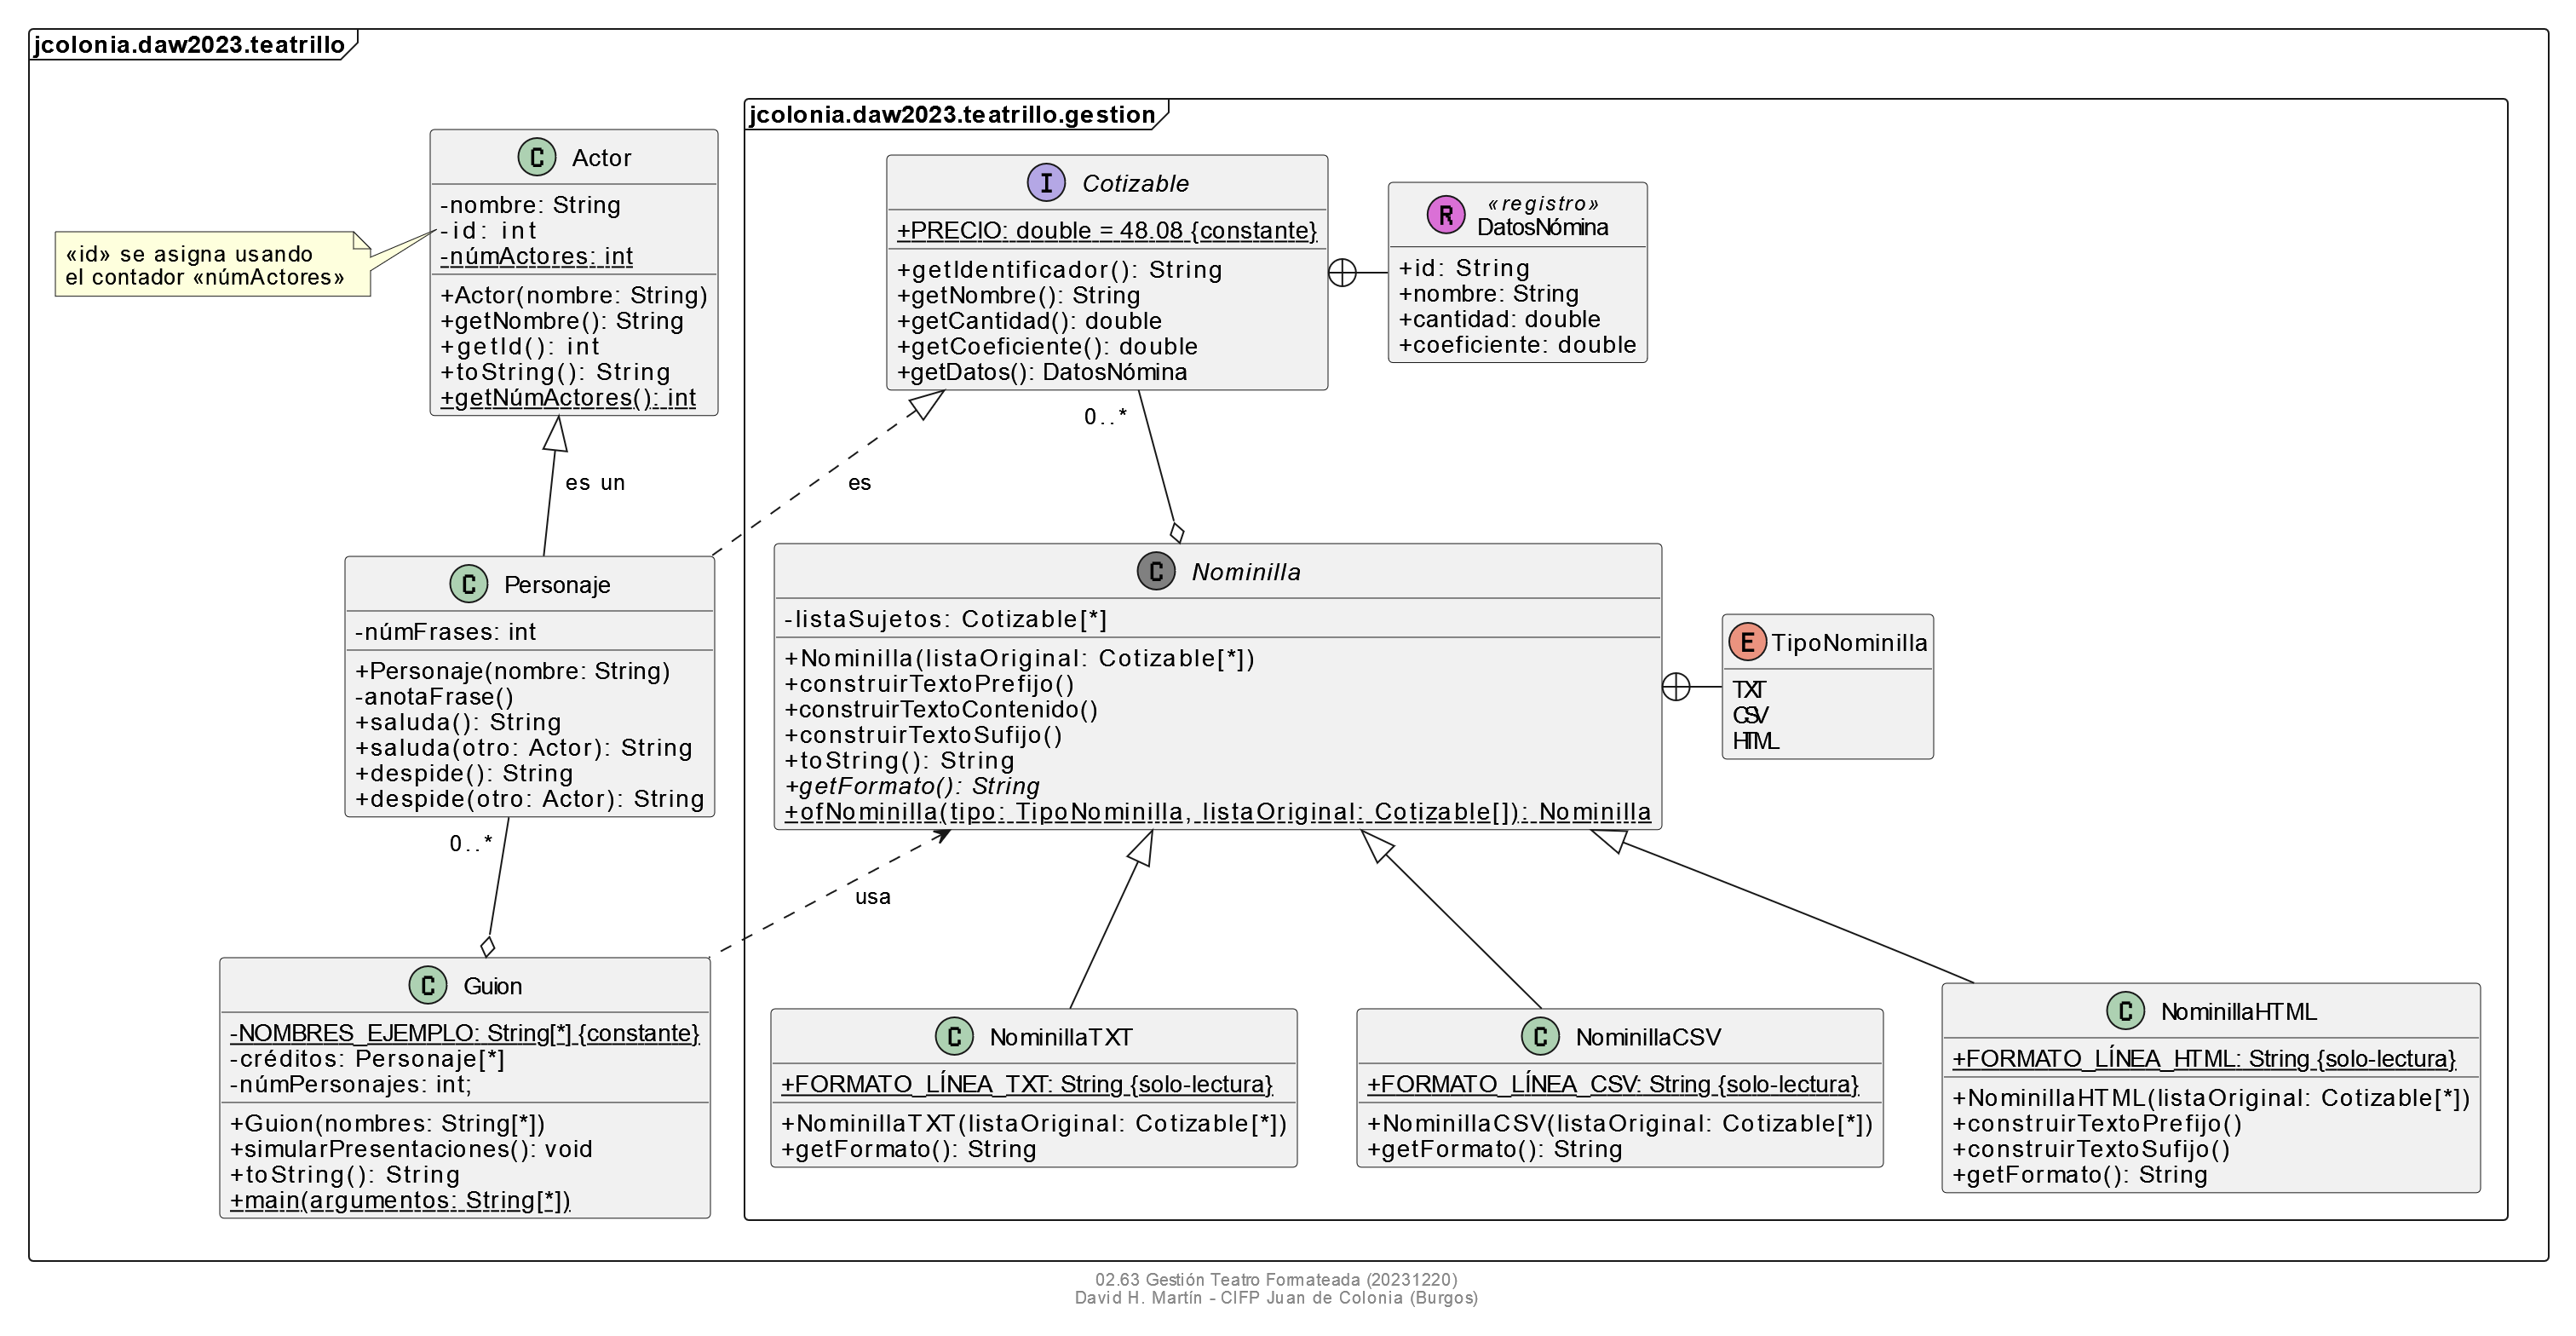 jcolonia.daw2023.teatrillo
jcolonia.daw2023.teatrillo.gestion
C Actor
-nombre: String
-id: int
-númActores: int
+Actor(nombre: String)
+getNombre(): String
+getId(): int
+toString(): String
+getNúmActores(): int
«id» se asigna usando
el contador «númActores»
I Cotizable
+PRECIO: double = 48.08 {constante}
+getIdentificador(): String
+getNombre(): String
+getCantidad(): double
+getCoeficiente(): double
+getDatos(): DatosNómina
R «registro»
DatosNómina
+id: String
+nombre: String
+cantidad: double
+coeficiente: double
0..*
es un
es
C Personaje
-númFrases: int
+Personaje(nombre: String)
-anotaFrase()
+saluda(): String
+saluda(otro: Actor): String
+despide(): String
+despide(otro: Actor): String
C Nominilla
-listaSujetos: Cotizable[*]
+Nominilla(listaOriginal: Cotizable[*])
+construirTextoPrefijo()
+construirTextoContenido()
+construirTextoSufijo()
+toString(): String
+getFormato(): String
+ofNominilla(tipo: TipoNominilla, listaOriginal: Cotizable[]): Nominilla
E TipoNominilla
TXT
CSV
HTML
0..*
usa
C Guion
-NOMBRES_EJEMPLO: String[*] {constante}
-créditos: Personaje[*]
-númPersonajes: int;
+Guion(nombres: String[*])
+simularPresentaciones(): void
+toString(): String
+main(argumentos: String[*])
C NominillaTXT
+FORMATO_LÍNEA_TXT: String {solo-lectura}
+NominillaTXT(listaOriginal: Cotizable[*])
+getFormato(): String
C NominillaCSV
+FORMATO_LÍNEA_CSV: String {solo-lectura}
+NominillaCSV(listaOriginal: Cotizable[*])
+getFormato(): String
C NominillaHTML
+FORMATO_LÍNEA_HTML: String {solo-lectura}
+NominillaHTML(listaOriginal: Cotizable[*])
+construirTextoPrefijo()
+construirTextoSufijo()
+getFormato(): String
02.63 Gestión Teatro Formateada (20231220)
David H. Martín - CIFP Juan de Colonia (Burgos)